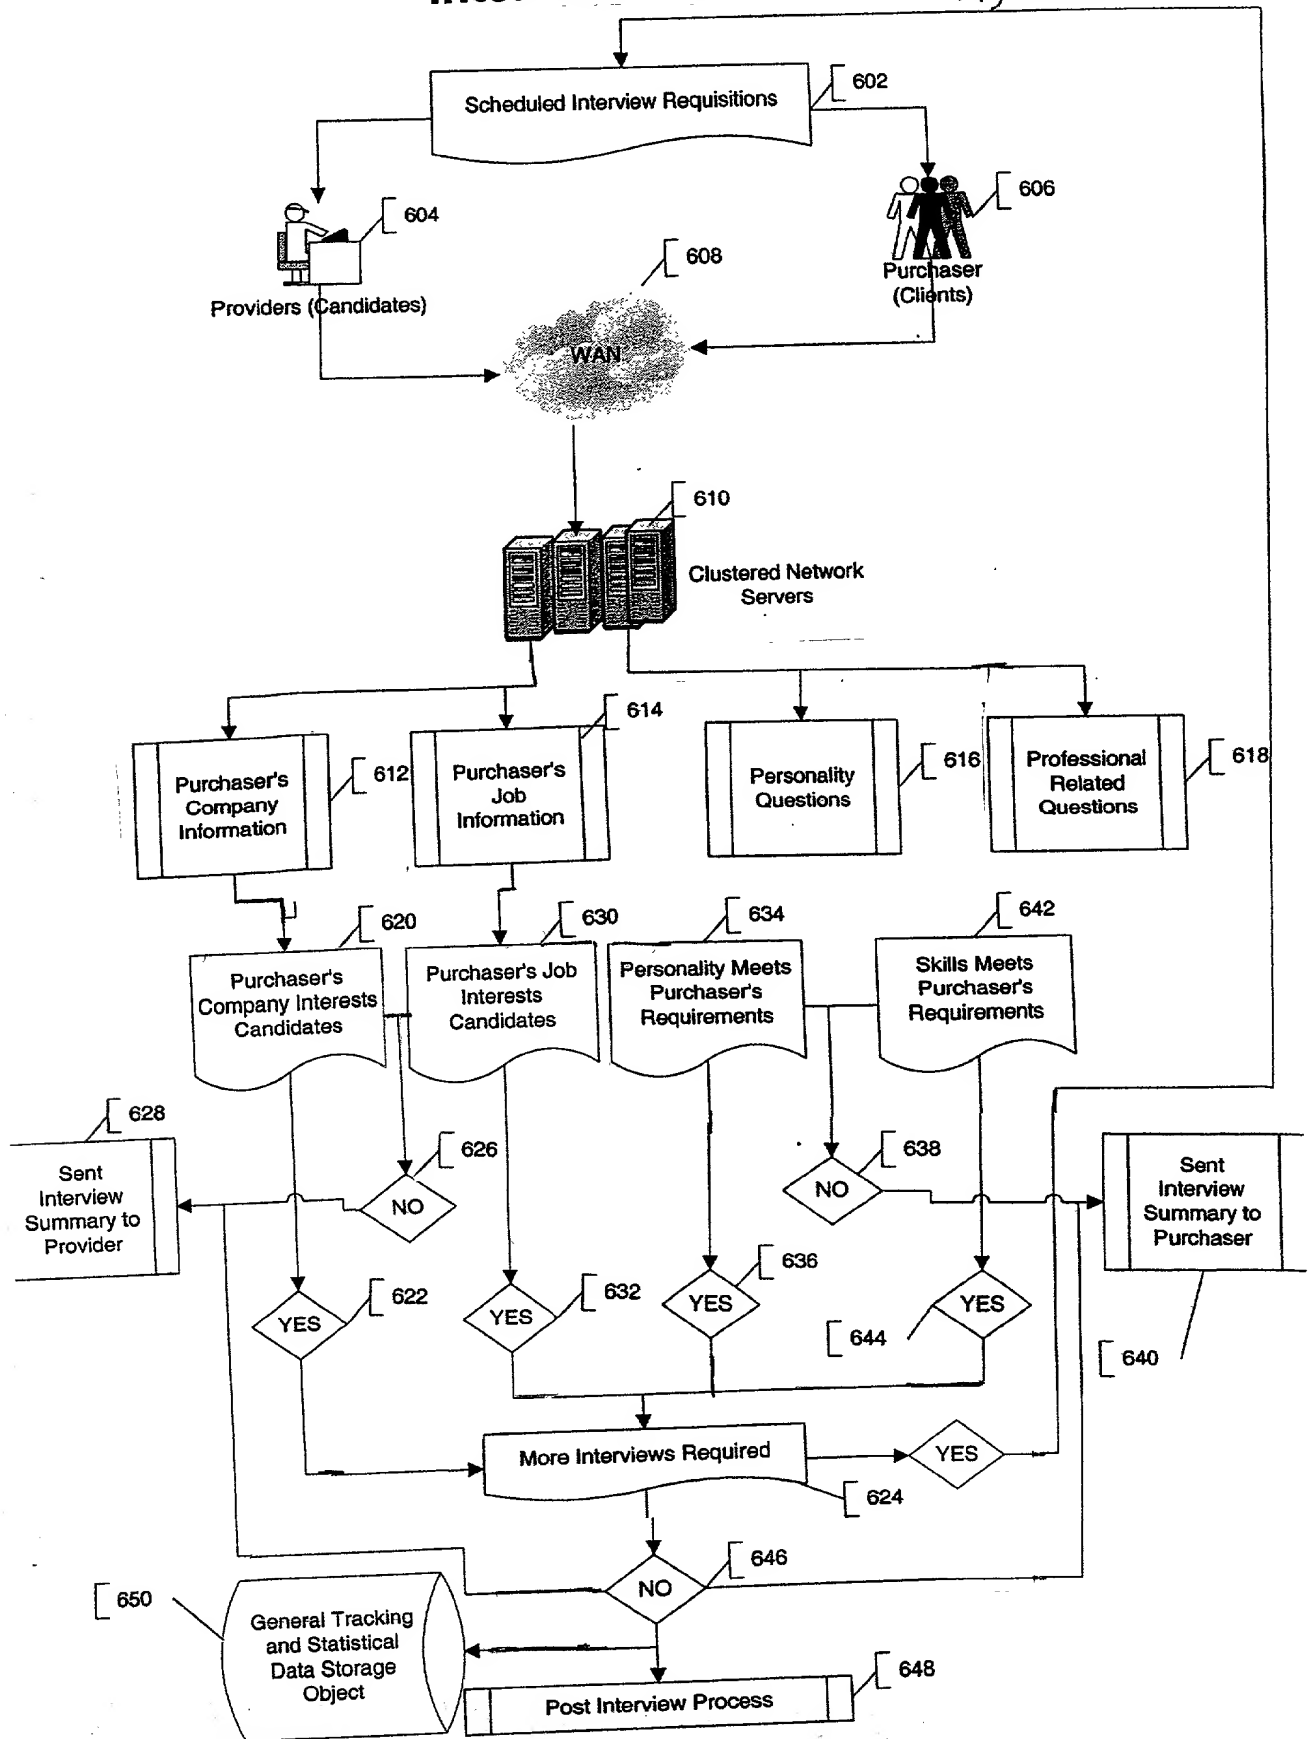 Scheduled Interview Requisitions
602
604
606
608
Providers (Candidates)
Purchaser
(Clients)
WAN
610
Clustered Network
Servers
614
612
Purchaser's
Company
Information
Purchaser's
Job
Information
Personality
Questions
616
Professional
Related
Questions
618
620
630
634
642
Purchaser's
Company Interests
Candidates
Purchaser's Job
Interests
Candidates
Personality Meets
Purchaser's
Requirements
Skills Meets
Purchaser's
Requirements
628
626
638
Sent
Interview
Summary to
Provider
NO
NO
Sent
Interview
Summary to
Purchaser
622
632
636
644
640
YES
YES
YES
YES
More Interviews Required
YES
624
646
NO
650
General Tracking
and Statistical
Data Storage
Object
648
Post Interview Process